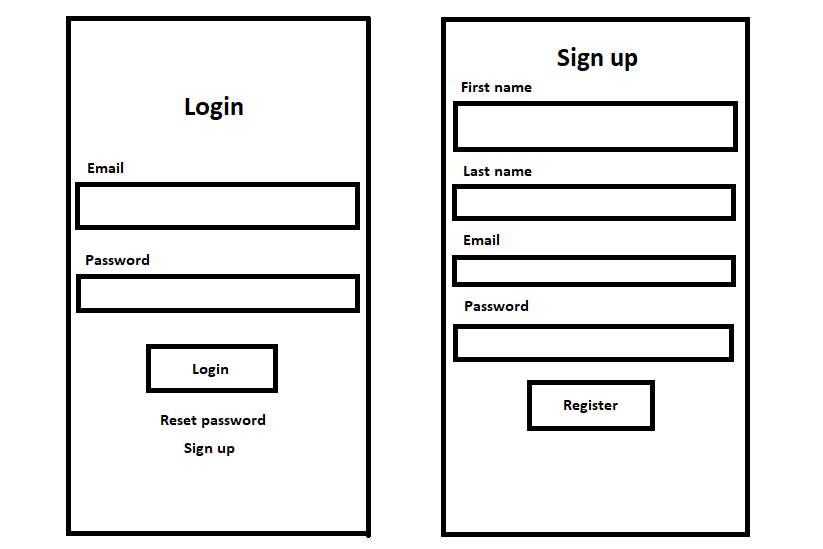 Login
Email
Password
Login
Reset password
Sign up
Sign up
First name
Last name
Email
Password
Register